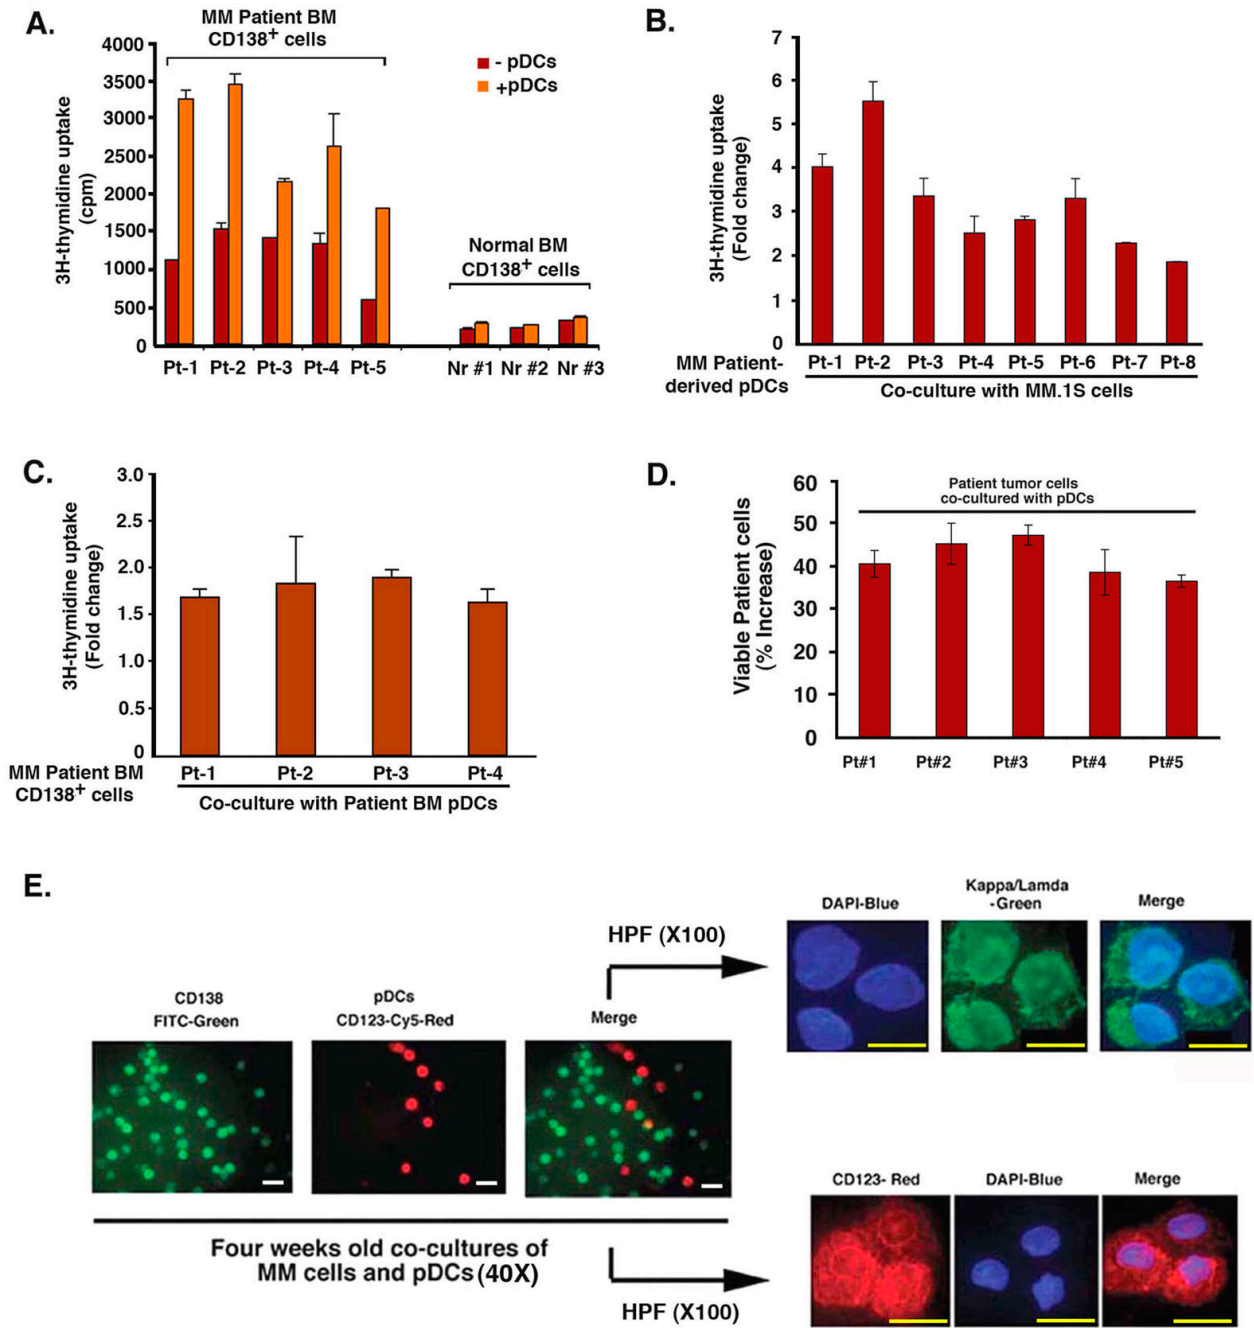 A.
MM Patient BM
CD138+ cells
- pDCs
+pDCs
3H-thymidine uptake
(cpm)
4000
3500
3000
2500
2000
1500
1000
500
0
Normal BM
CD138+ cells
Pt-1 Pt-2 Pt-3 Pt-4 Pt-5
Nr #1 Nr #2 Nr #3
B.
3H-thymidine uptake
(Fold change)
7
6
5
4
3
2
1
0
MM Patient-
derived pDCs
Pt-1 Pt-2 Pt-3 Pt-4 Pt-5 Pt-6 Pt-7 Pt-8
Co-culture with MM.1S cells
C.
3H-thymidine uptake
(Fold change)
3.0
2.5
2.0
1.5
1.0
0.5
0
MM Patient BM
CD138+ cells
Pt-1 Pt-2 Pt-3 Pt-4
Co-culture with Patient BM pDCs
D.
Patient tumor cells
co-cultured with pDCs
Viable Patient cells
(% Increase)
60
50
40
30
20
10
0
Pt#1 Pt#2 Pt#3 Pt#4 Pt#5
E.
CD138
FITC-Green
pDCs
CD123-Cy5-Red
Merge
HPF (X100)
DAPI-Blue
Kappa/Lamda
-Green
Merge
Four weeks old co-cultures of
MM cells and pDCs (40X)
HPF (X100)
CD123- Red
DAPI-Blue
Merge